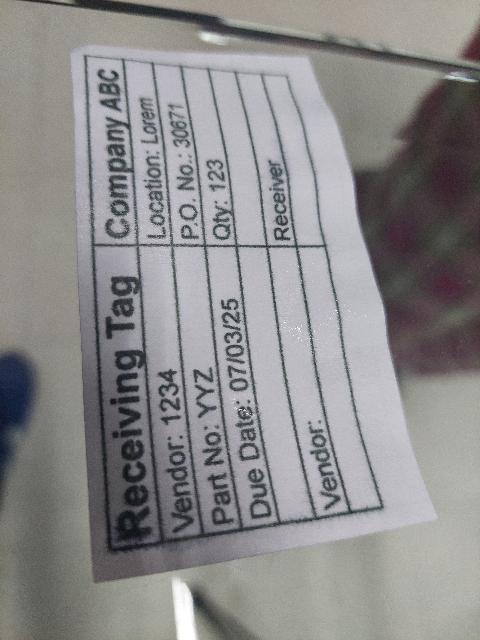 Receiving Tag Company ABC
Vendor: 1234 Location: Lorem
Part No: YYZ P.O. No.: 30671
Due Date: 07/03/25 Qty: 123
Receiver
Vendor: